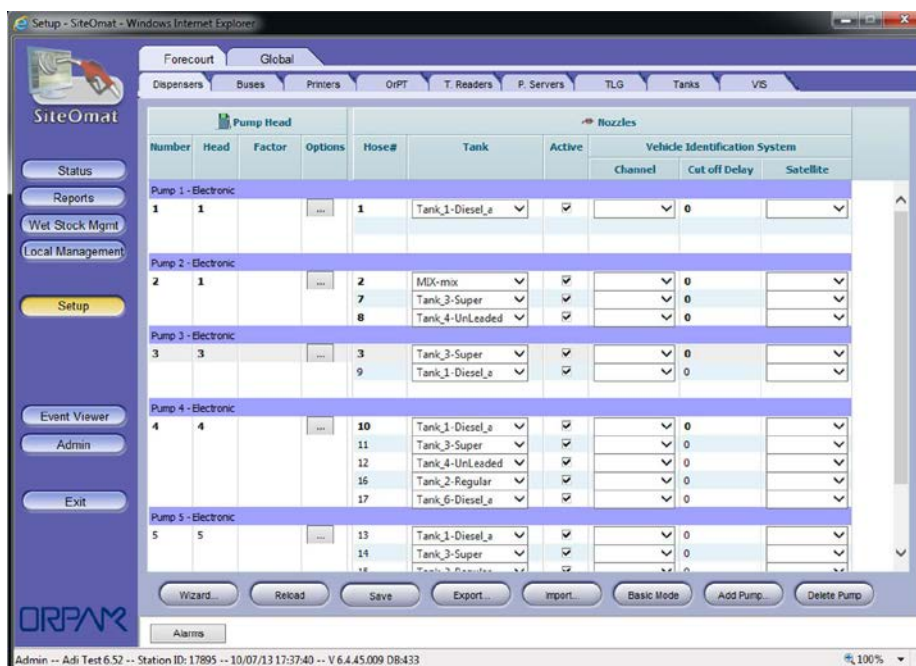 Setup - SiteOmat - Windows Internet Explorer
SiteOmat
Status
Reports
Wet Stock Mgmt
Local Management
Setup
Event Viewer
Admin
Exit
ORPAK
Forecourt Global
Dispensers Buses Printers OrPT T. Readers P. Servers TLG Tanks VIS
Pump Head Nozzles
Number Head Factor Options Hose# Tank Active Vehicle Identification System
Channel Cut off Delay Satellite
Pump 1 - Electronic
1 1 ... 1 Tank_1-Diesel_a 0
Pump 2 - Electronic
2 1 ... 2 MIX-mix 0
7 Tank_3-Super 0
8 Tank_4-UnLeaded 0
Pump 3 - Electronic
3 3 ... 3 Tank_3-Super 0
9 Tank_1-Diesel_a 0
Pump 4 - Electronic
4 4 ... 10 Tank_1-Diesel_a 0
11 Tank_3-Super 0
12 Tank_4-UnLeaded 0
16 Tank_2-Regular 0
17 Tank_6-Diesel_a 0
Pump 5 - Electronic
5 5 ... 13 Tank_1-Diesel_a 0
14 Tank_3-Super 0
Wizard... Reload Save Export... Import... Basic Mode Add Pump... Delete Pump
Alarms
Admin -- Adi Test 6.52 -- Station ID: 17895 -- 10/07/13 17:37:40 -- V 6.4.45.009 DB:433 100%